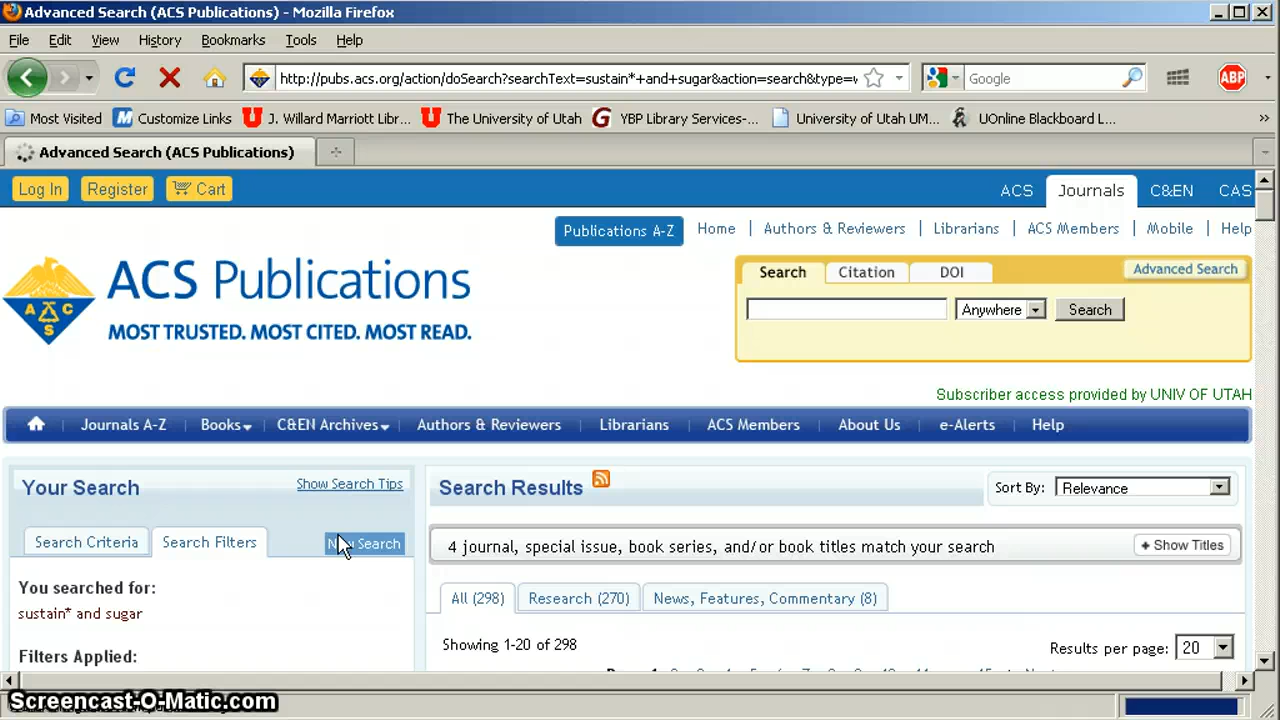 Advanced Search (ACS Publications) - Mozilla Firefox
File Edit View History Bookmarks Tools Help
http://pubs.acs.org/action/doSearch?searchText=sustain*+and+sugar&action=search&type=
Google
ABP
Most Visited Customize Links J. Willard Marriott Libr... The University of Utah YBP Library Services-... University of Utah UM... UOnline Blackboard L...
Advanced Search (ACS Publications)
Log In Register Cart ACS Journals C&EN CAS
Publications A-Z Home Authors & Reviewers Librarians ACS Members Mobile Help
ACS Publications
MOST TRUSTED. MOST CITED. MOST READ.
Search Citation DOI Advanced Search
Anywhere Search
Subscriber access provided by UNIV OF UTAH
Journals A-Z Books C&EN Archives Authors & Reviewers Librarians ACS Members About Us e-Alerts Help
Your Search Show Search Tips
Search Results Sort By: Relevance
Search Criteria Search Filters Search
4 journal, special issue, book series, and/or book titles match your search + Show Titles
You searched for:
sustain* and sugar
All (298) Research (270) News, Features, Commentary (8)
Filters Applied:
Showing 1-20 of 298
Results per page: 20
Screencast-O-Matic.com